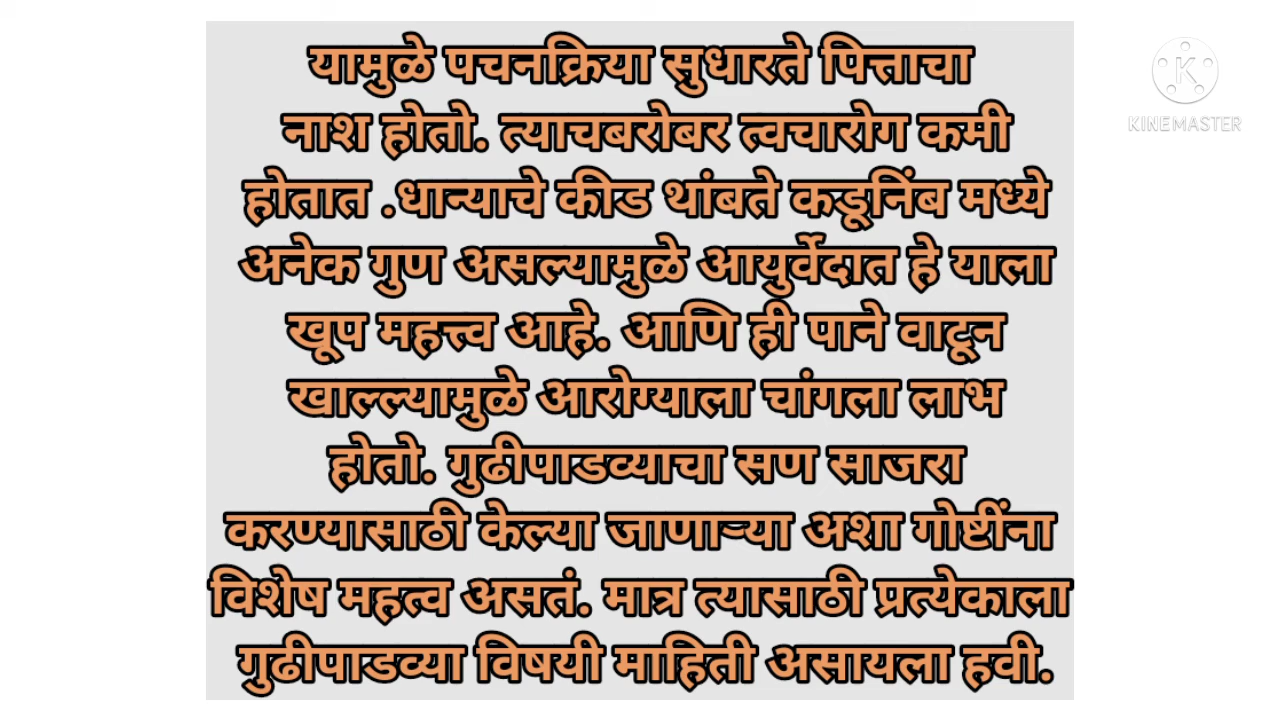 यामुळे पचनक्रिया सुधारते पित्ताचा
नाश होतो. त्याचबरोबर त्वचारोग कमी
होतात .धान्याचे कीड थांबते कडूनिंब मध्ये
अनेक गुण असल्यामुळे आयुर्वेदात हे याला
खूप महत्त्व आहे. आणि ही पाने वाटून
खाल्ल्यामुळे आरोग्याला चांगला लाभ
होतो. गुढीपाडव्याचा सण साजरा
करण्यासाठी केल्या जाणाऱ्या अशा गोष्टींना
विशेष महत्व असतं. मात्र त्यासाठी प्रत्येकाला
गुढीपाडव्या विषयी माहिती असायला हवी.
K
KINEMASTER